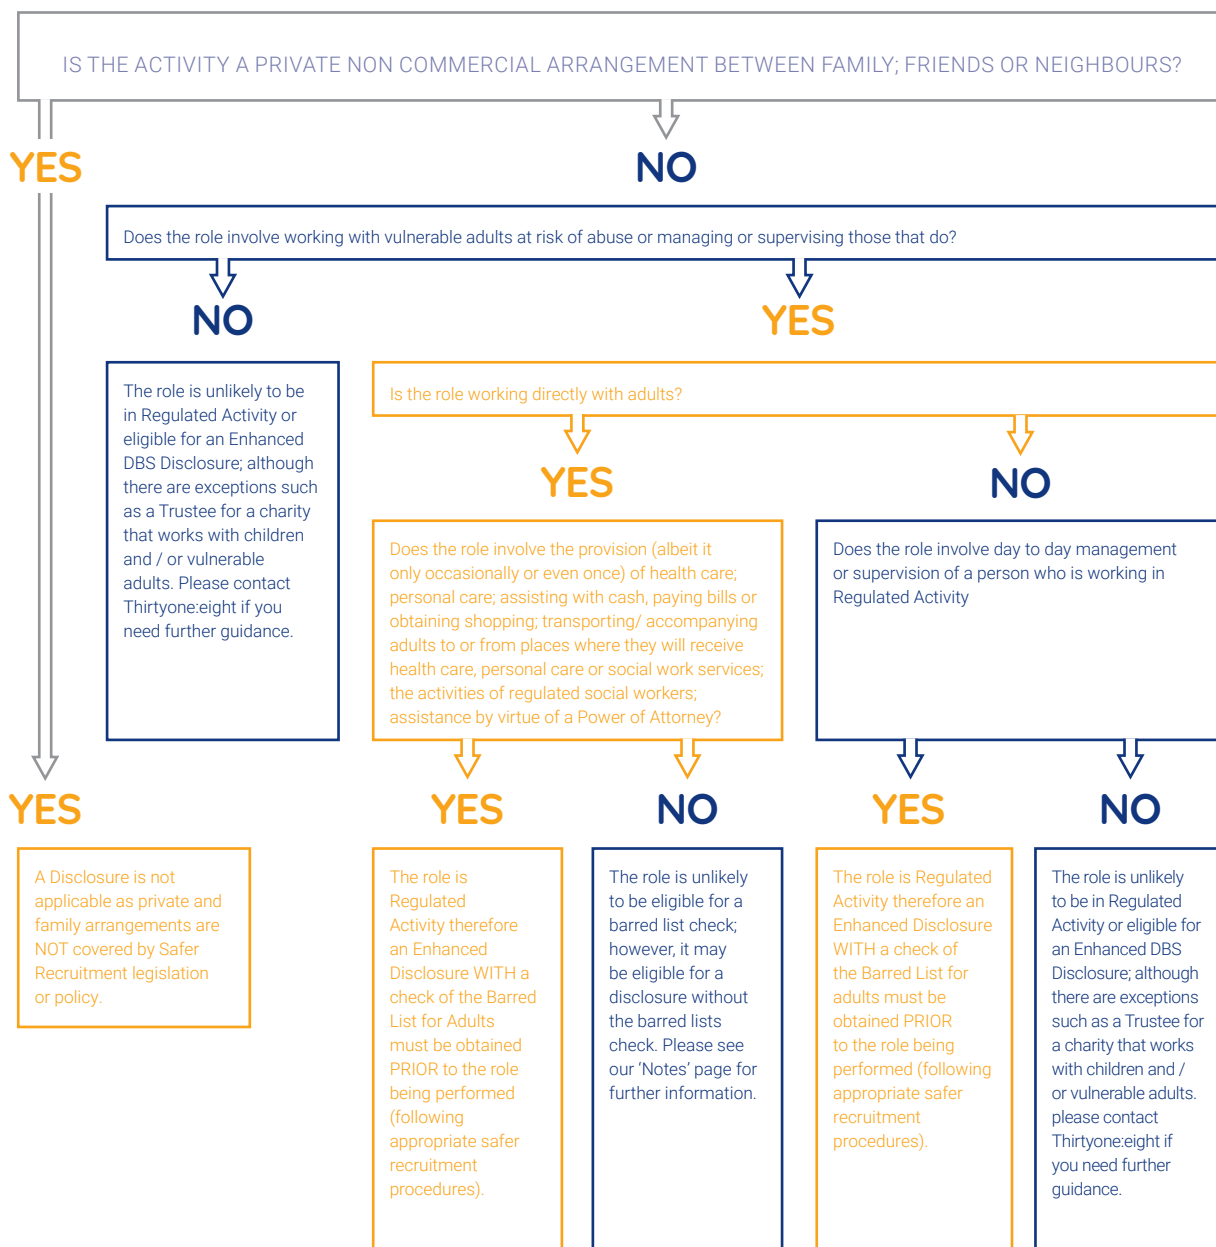 IS THE ACTIVITY A PRIVATE NON COMMERCIAL ARRANGEMENT BETWEEN FAMILY; FRIENDS OR NEIGHBOURS?
YES
NO
Does the role involve working with vulnerable adults at risk of abuse or managing or supervising those that do?
NO
YES
The role is unlikely to be
in Regulated Activity or
eligible for an Enhanced
DBS Disclosure; although
there are exceptions such
as a Trustee for a charity
that works with children
and / or vulnerable
adults. Please contact
Thirtyone:eight if you
need further guidance.
Is the role working directly with adults?
YES
NO
Does the role involve the provision (albeit it
only occasionally or even once) of health care;
personal care; assisting with cash, paying bills or
obtaining shopping; transporting/ accompanying
adults to or from places where they will receive
health care, personal care or social work services;
the activities of regulated social workers;
assistance by virtue of a Power of Attorney?
Does the role involve day to day management
or supervision of a person who is working in
Regulated Activity
YES
YES
NO
YES
NO
A Disclosure is not
applicable as private and
family arrangements are
NOT covered by Safer
Recruitment legislation
or policy.
The role is
Regulated
Activity therefore
an Enhanced
Disclosure WITH a
check of the Barred
List for Adults
must be obtained
PRIOR to the role
being performed
(following
appropriate safer
recruitment
procedures).
The role is unlikely
to be eligible for a
barred list check;
however, it may
be eligible for a
disclosure without
the barred lists
check. Please see
our ‘Notes’ page for
further information.
The role is Regulated
Activity therefore an
Enhanced Disclosure
WITH a check of
the Barred List for
adults must be
obtained PRIOR
to the role being
performed (following
appropriate safer
recruitment
procedures).
The role is unlikely
to be in Regulated
Activity or eligible for
an Enhanced DBS
Disclosure; although
there are exceptions
such as a Trustee for
a charity that works
with children and /
or vulnerable adults.
please contact
Thirtyone:eight if
you need further
guidance.